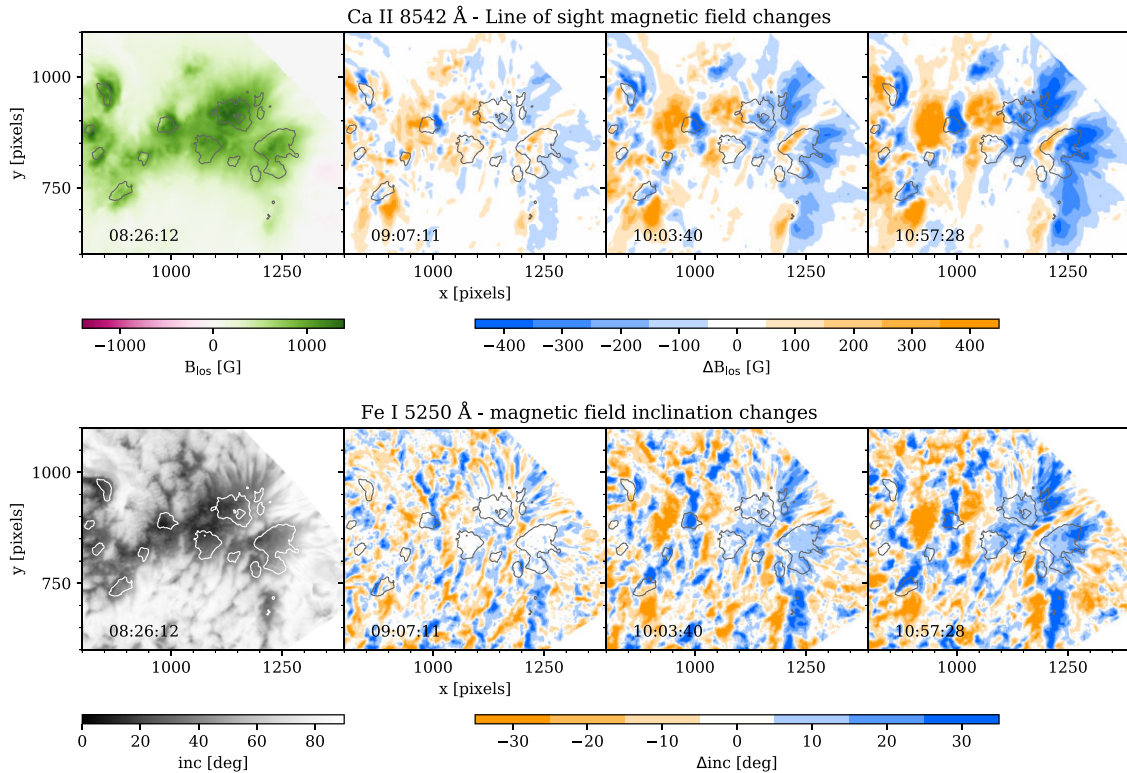 Ca II 8542 Å - Line of sight magnetic field changes
y [pixels]
1000
750
08:26:12
09:07:11
10:03:40
10:57:28
1000 1250 1000 1250 1000 1250 1000 1250
x [pixels]
−1000 0 1000
B_los [G]
−400 −300 −200 −100 0 100 200 300 400
ΔB_los [G]
Fe I 5250 Å - magnetic field inclination changes
y [pixels]
1000
750
08:26:12
09:07:11
10:03:40
10:57:28
1000 1250 1000 1250 1000 1250 1000 1250
x [pixels]
0 20 40 60 80
inc [deg]
−30 −20 −10 0 10 20 30
Δinc [deg]